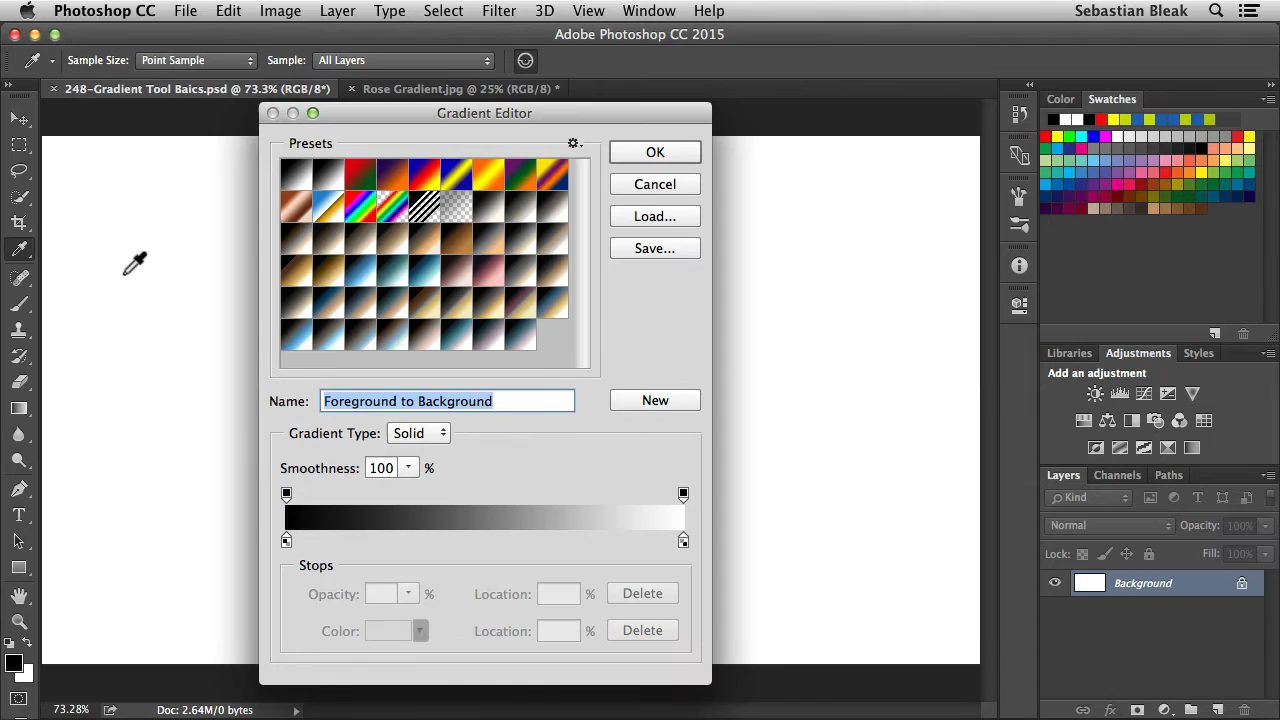 Photoshop CC File Edit Image Layer Type Select Filter 3D View Window Help Sebastian Bleak
Adobe Photoshop CC 2015
Sample Size: Point Sample Sample: All Layers
248-Gradient Tool Baics.psd @ 73.3% (RGB/8*) Rose Gradient.jpg @ 25% (RGB/8) *
Gradient Editor
Presets
OK
Cancel
Load...
Save...
Name: Foreground to Background New
Gradient Type: Solid
Smoothness: 100 %
Stops
Opacity: % Location: % Delete
Color: Location: % Delete
Color Swatches
Libraries Adjustments Styles
Add an adjustment
Layers Channels Paths
Kind
Normal Opacity: 100%
Lock: Fill: 100%
Background
T
fx
73.28% Doc: 2.64M/0 bytes